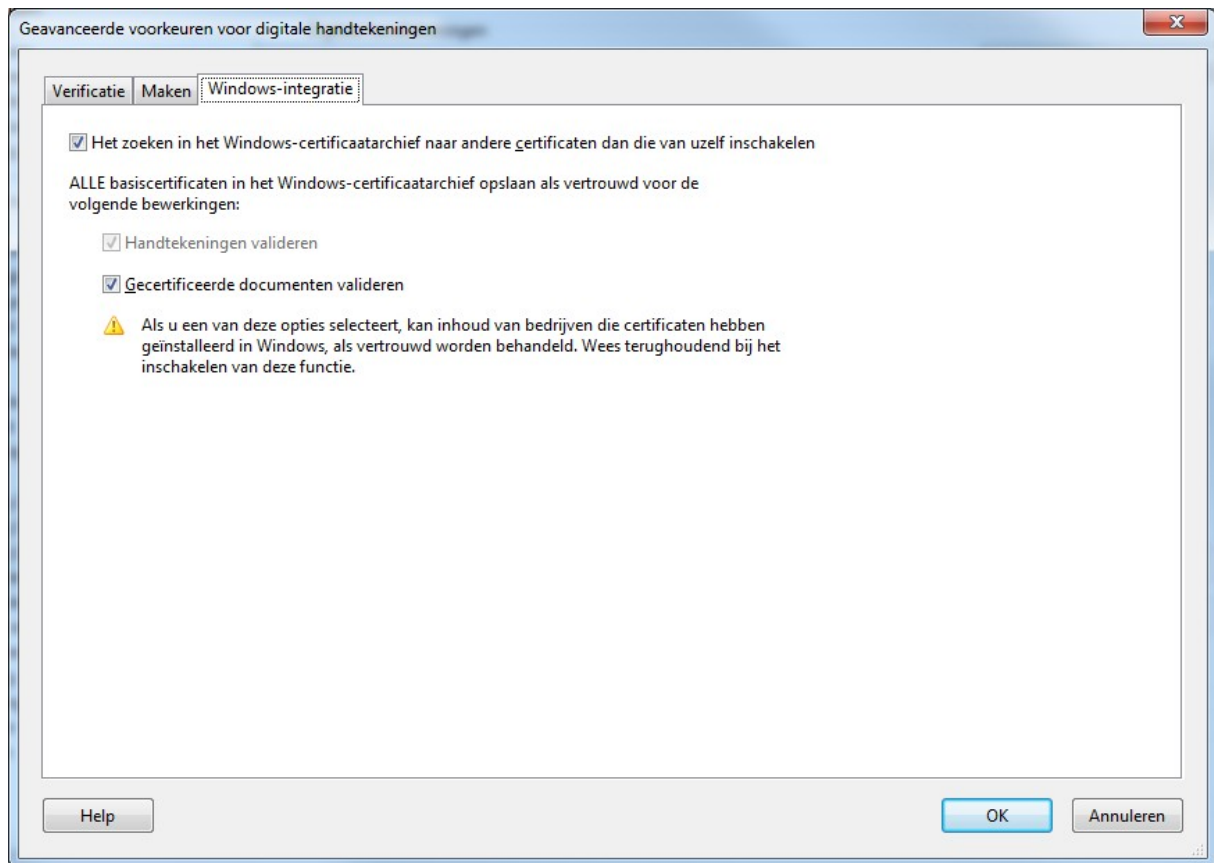 Geavanceerde voorkeuren voor digitale handtekeningen
Verificatie Maken Windows-integratie
Het zoeken in het Windows-certificaatarchief naar andere certificaten dan die van uzelf inschakelen
ALLE basiscertificaten in het Windows-certificaatarchief opslaan als vertrouwd voor de
volgende bewerkingen:
Handtekeningen valideren
Gecertificeerde documenten valideren
Als u een van deze opties selecteert, kan inhoud van bedrijven die certificaten hebben
geïnstalleerd in Windows, als vertrouwd worden behandeld. Wees terughoudend bij het
inschakelen van deze functie.
Help OK Annuleren